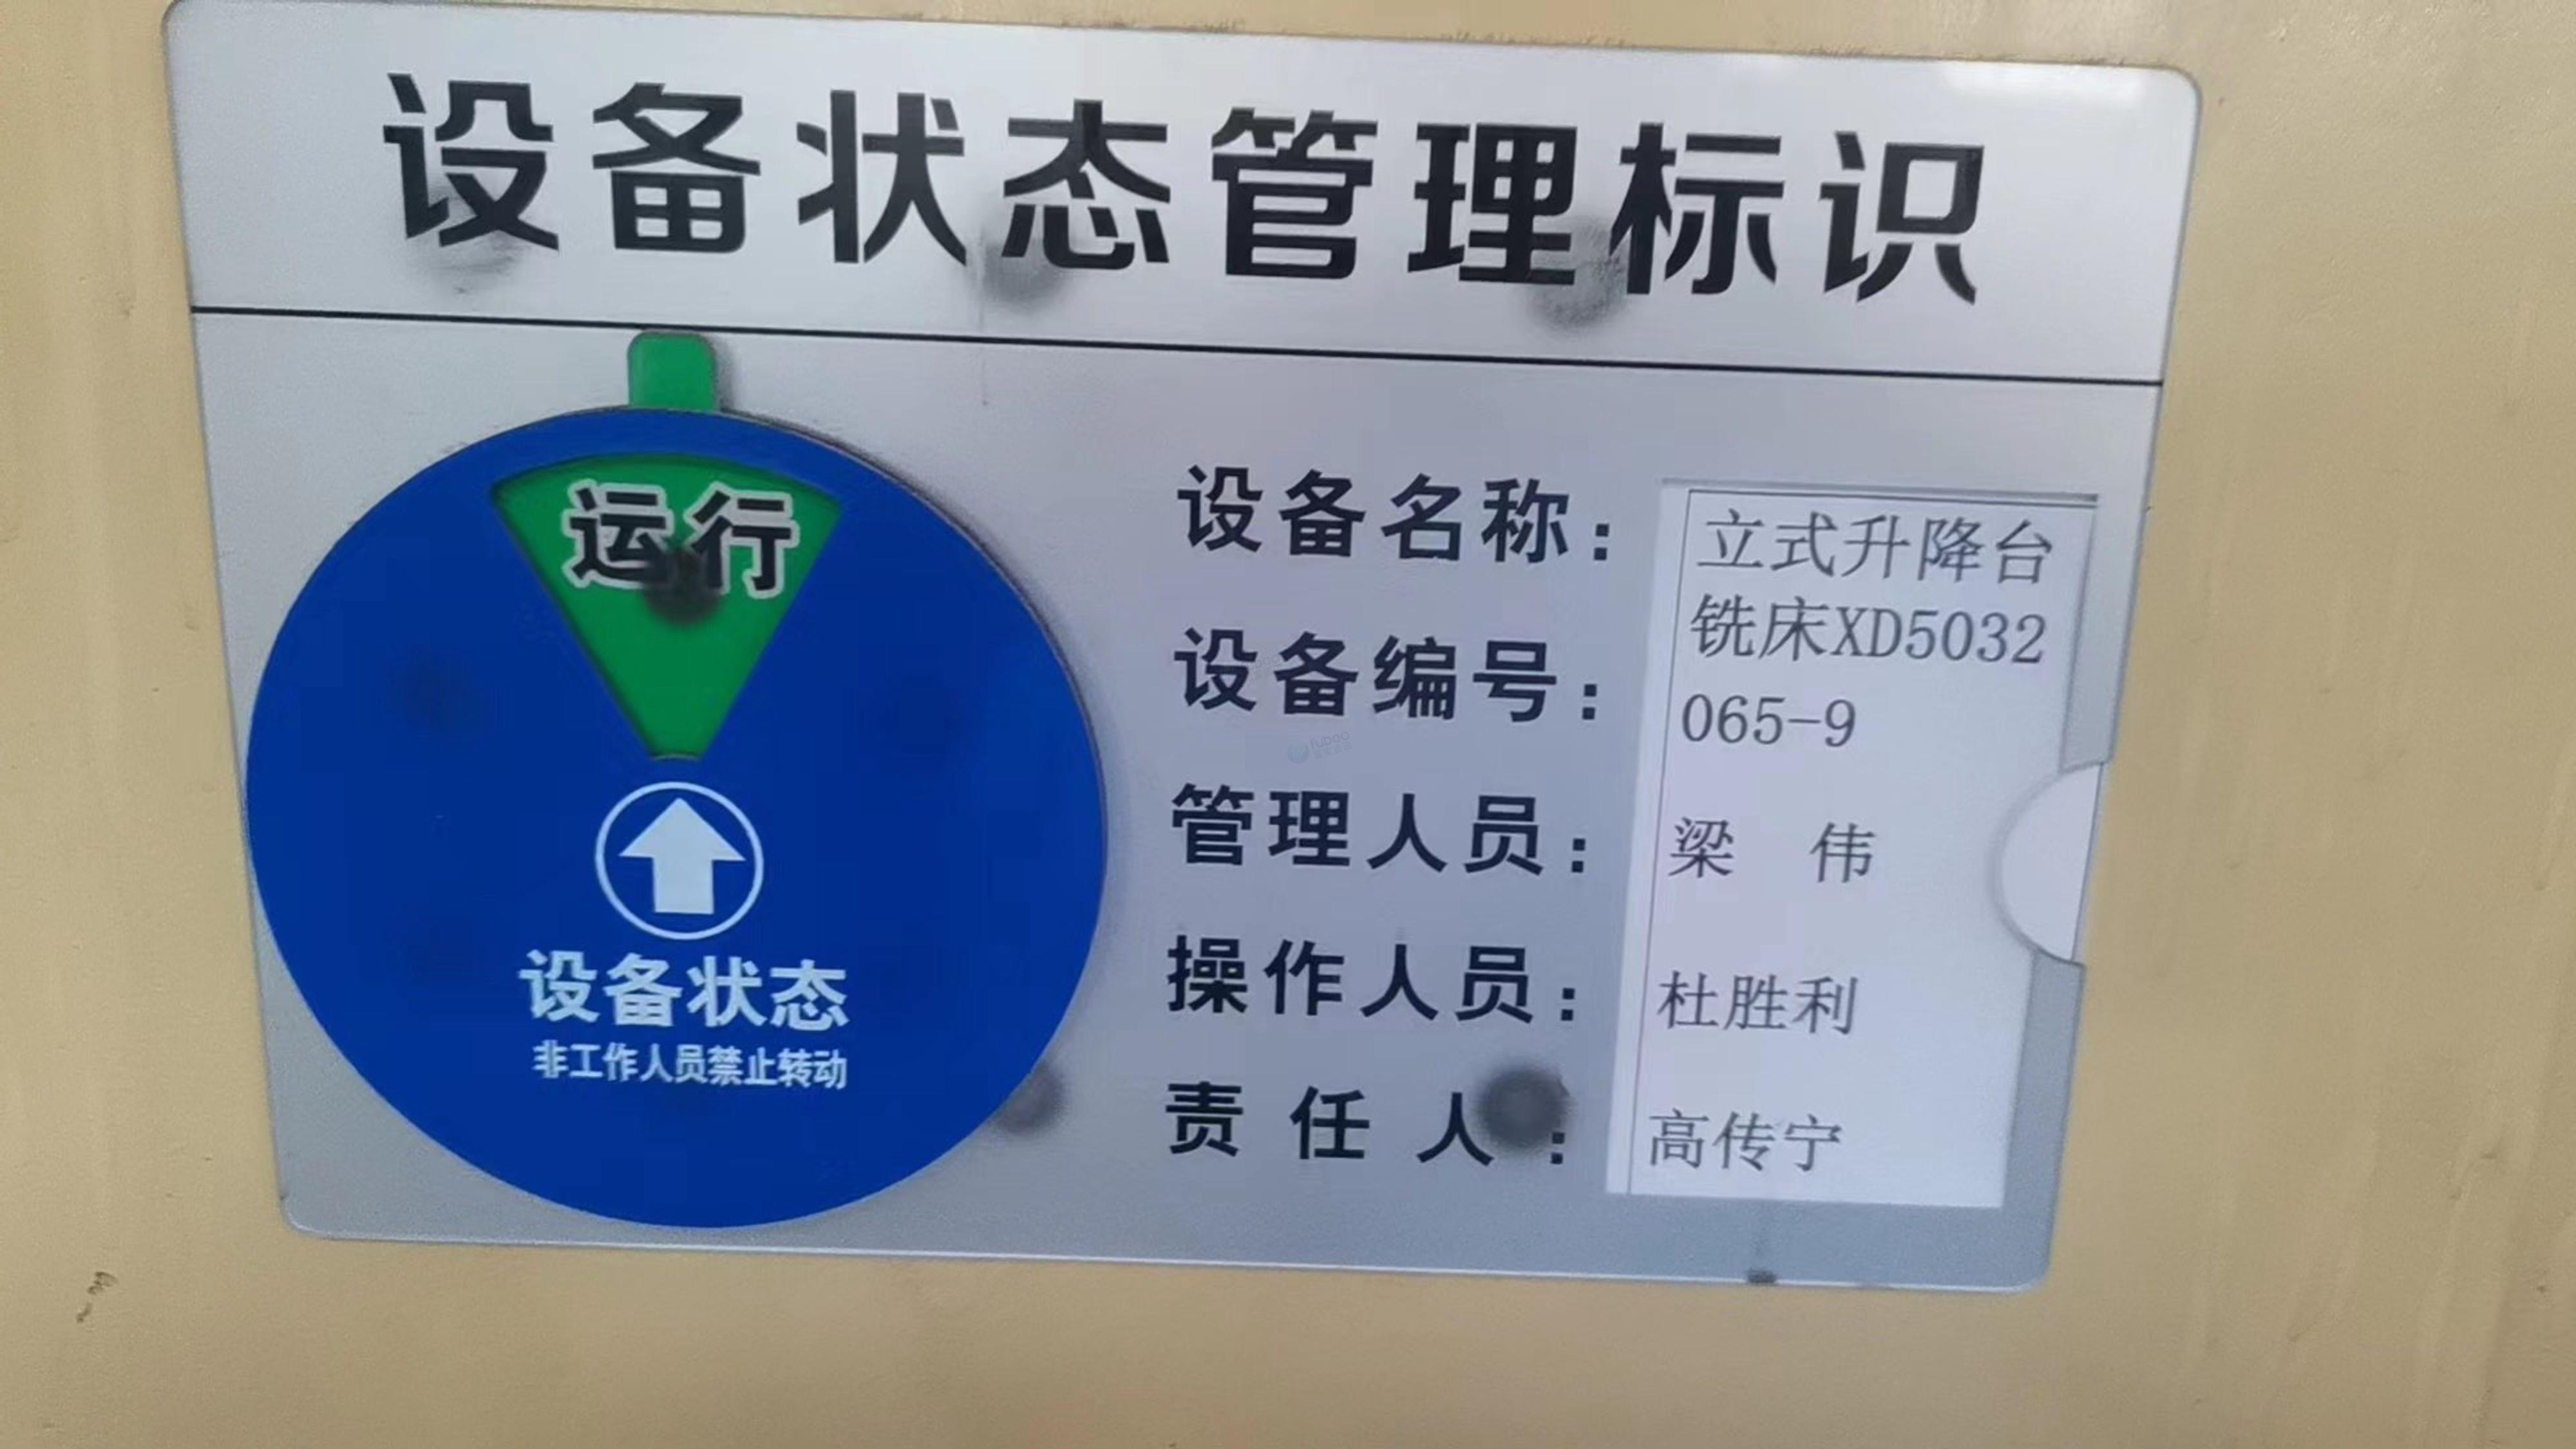 设备状态管理标识
运行
设备状态
非工作人员禁止转动
设备名称：立式升降台
铣床XD5032
设备编号：065-9
管理人员：梁 伟
操作人员：杜胜利
责任人：高传宁
fubao